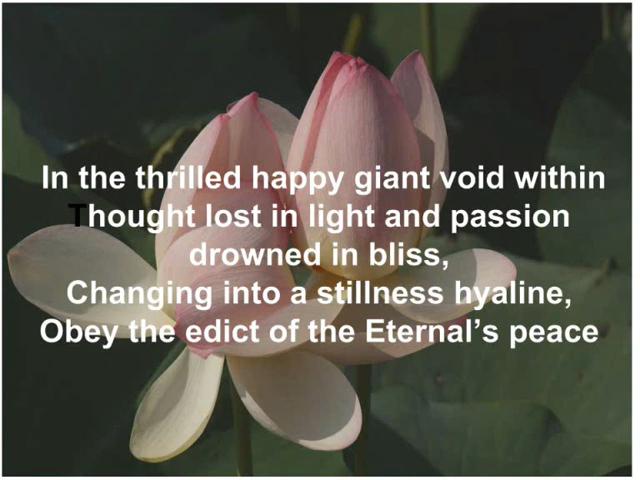 In the thrilled happy giant void within
Thought lost in light and passion
drowned in bliss,
Changing into a stillness hyaline,
Obey the edict of the Eternal’s peace